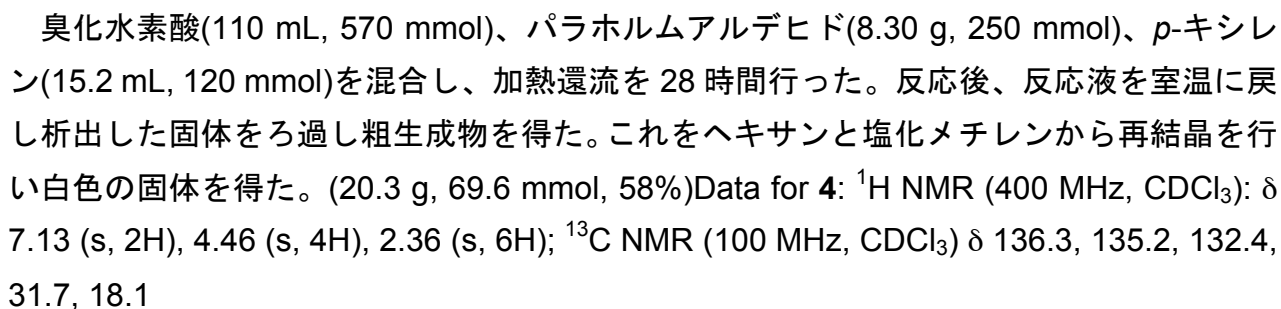 臭化水素酸(110 mL, 570 mmol)、パラホルムアルデヒド(8.30 g, 250 mmol)、p-キシレ
ン(15.2 mL, 120 mmol)を混合し、加熱還流を 28 時間行った。反応後、反応液を室温に戻
し析出した固体をろ過し粗生成物を得た。これをヘキサンと塩化メチレンから再結晶を行
い白色の固体を得た。(20.3 g, 69.6 mmol, 58%)Data for 4: ¹H NMR (400 MHz, CDCl₃): δ
7.13 (s, 2H), 4.46 (s, 4H), 2.36 (s, 6H); ¹³C NMR (100 MHz, CDCl₃) δ 136.3, 135.2, 132.4,
31.7, 18.1